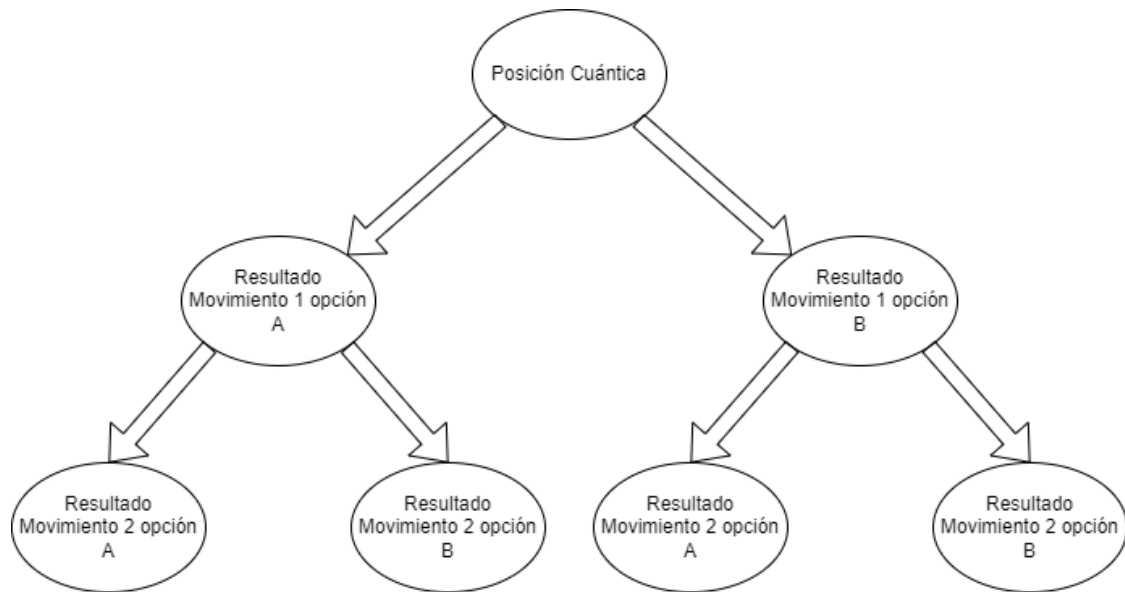 Posición Cuántica
Resultado
Movimiento 1 opción
A
Resultado
Movimiento 1 opción
B
Resultado
Movimiento 2 opción
A
Resultado
Movimiento 2 opción
B
Resultado
Movimiento 2 opción
A
Resultado
Movimiento 2 opción
B